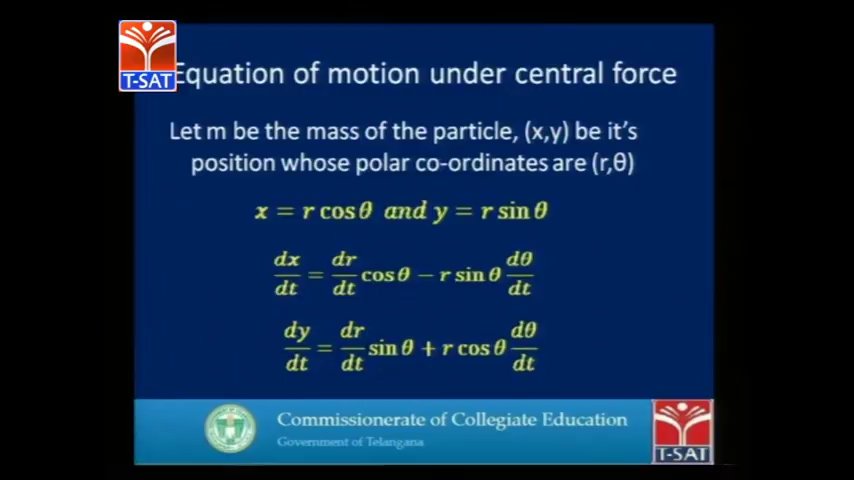 T-SAT
Equation of motion under central force
Let m be the mass of the particle, (x,y) be it's
position whose polar co-ordinates are (r,θ)
x = r cos θ and y = r sin θ
dx/dt = dr/dt cos θ − r sin θ dθ/dt
dy/dt = dr/dt sin θ + r cos θ dθ/dt
Commissionerate of Collegiate Education
Government of Telangana
T-SAT